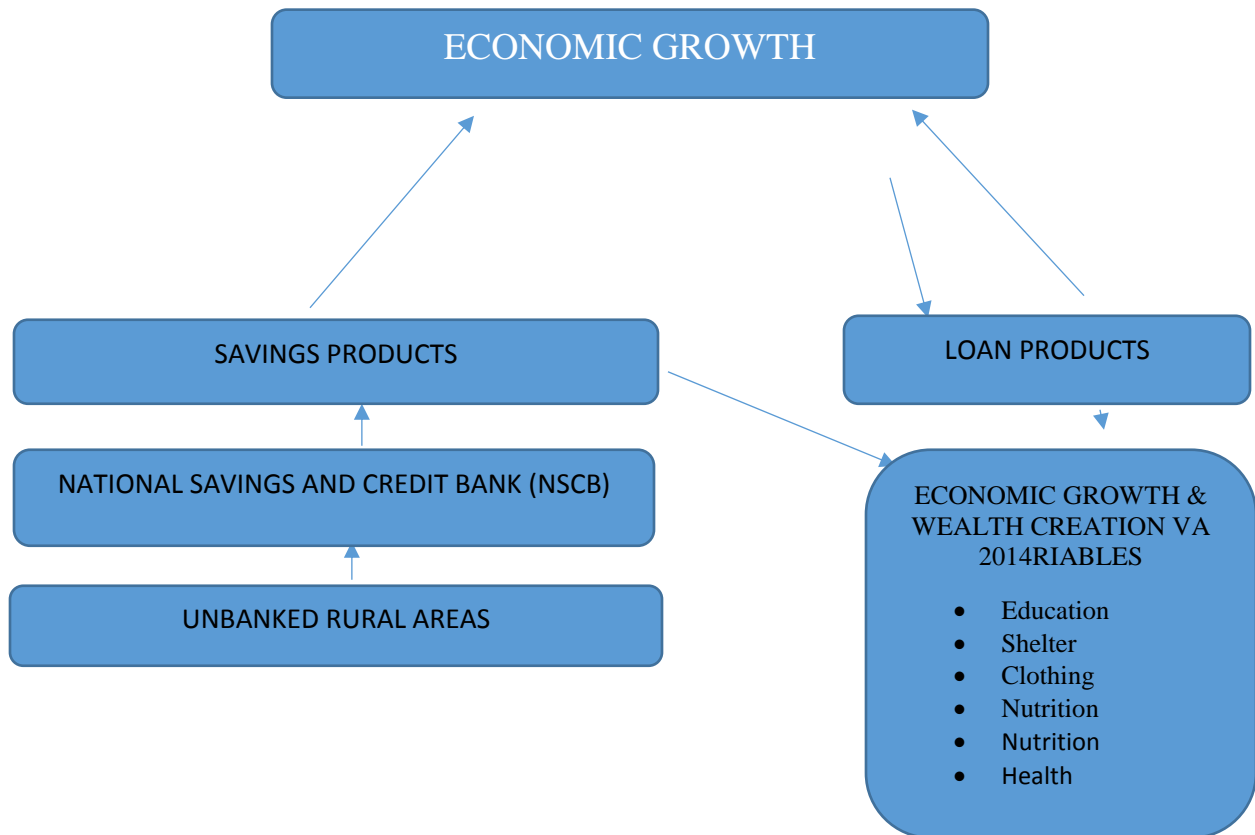 ECONOMIC GROWTH
SAVINGS PRODUCTS
LOAN PRODUCTS
NATIONAL SAVINGS AND CREDIT BANK (NSCB)
UNBANKED RURAL AREAS
ECONOMIC GROWTH &
WEALTH CREATION VA
2014RIABLES
• Education
• Shelter
• Clothing
• Nutrition
• Nutrition
• Health